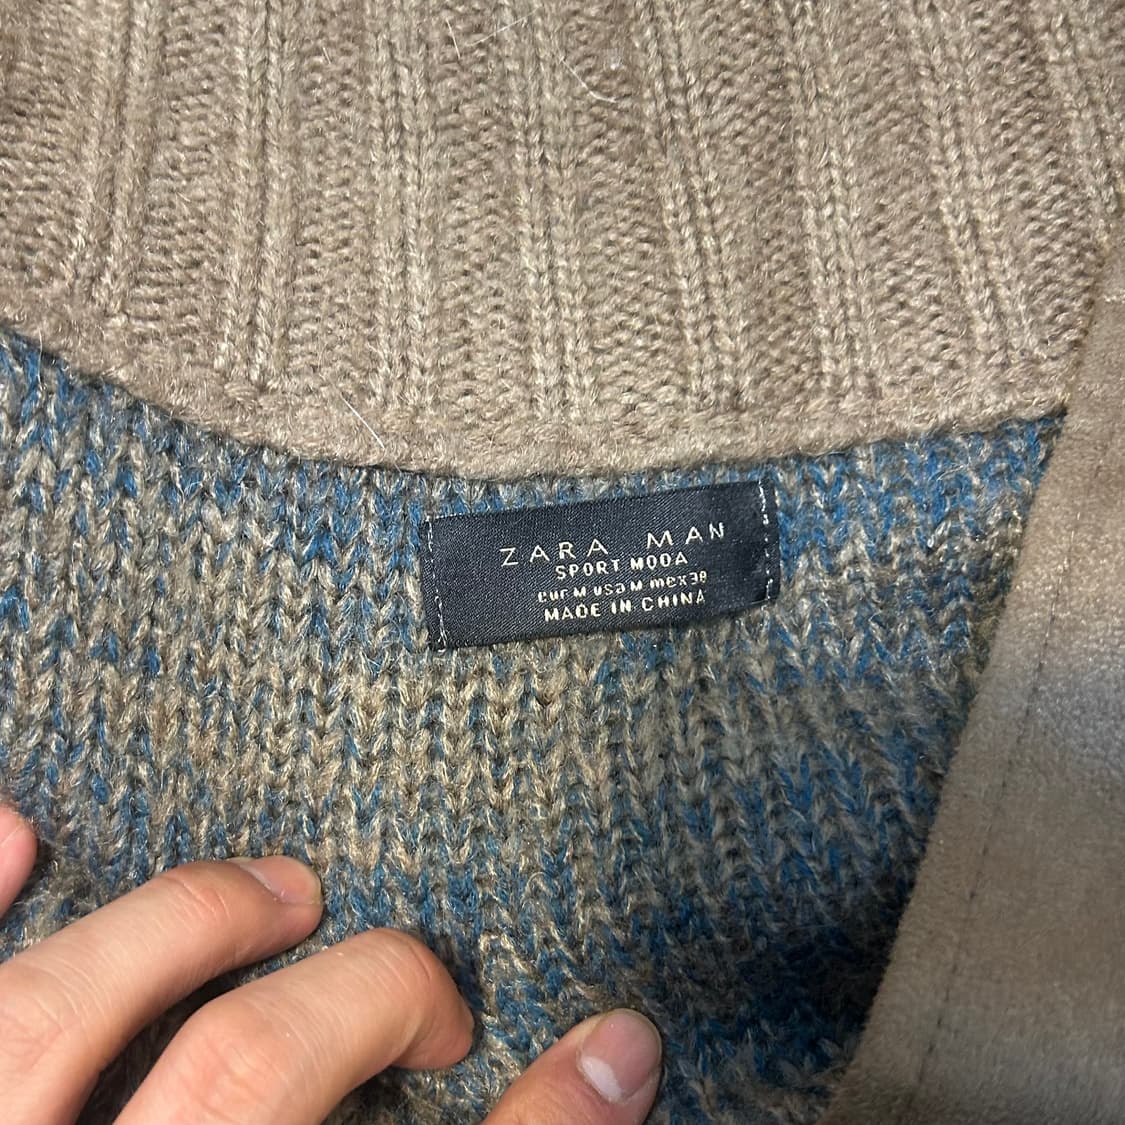 ZARA MAN
SPORT MODA
eur M usa M mex 38
MADE IN CHINA